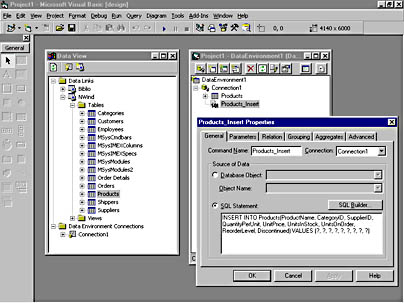 Project1 - Microsoft Visual Basic [design]
File Edit View Project Format Debug Run Query Diagram Tools Add-Ins Window Help
0, 0
4140 x 6000
General
Data View
Data Links
Biblio
NWind
Tables
Categories
Customers
Employees
MSysCmdbars
MSysIMEXColumns
MSysIMEXSpecs
MSysModules
MSysModules2
Order Details
Orders
Products
Shippers
Suppliers
Views
Data Environment Connections
Connection1
Project1 - DataEnvironment1 (Da...
DataEnvironment1
Connection1
Products
Products_Insert
Products_Insert Properties
General Parameters Relation Grouping Aggregates Advanced
Command Name: Products_Insert Connection: Connection1
Source of Data
Database Object:
Object Name:
SQL Statement: SQL Builder...
INSERT INTO Products(ProductName, CategoryID, SupplierID,
QuantityPerUnit, UnitPrice, UnitsInStock, UnitsOnOrder,
ReorderLevel, Discontinued) VALUES (?, ?, ?, ?, ?, ?, ?, ?, ?)
OK Cancel Apply Help